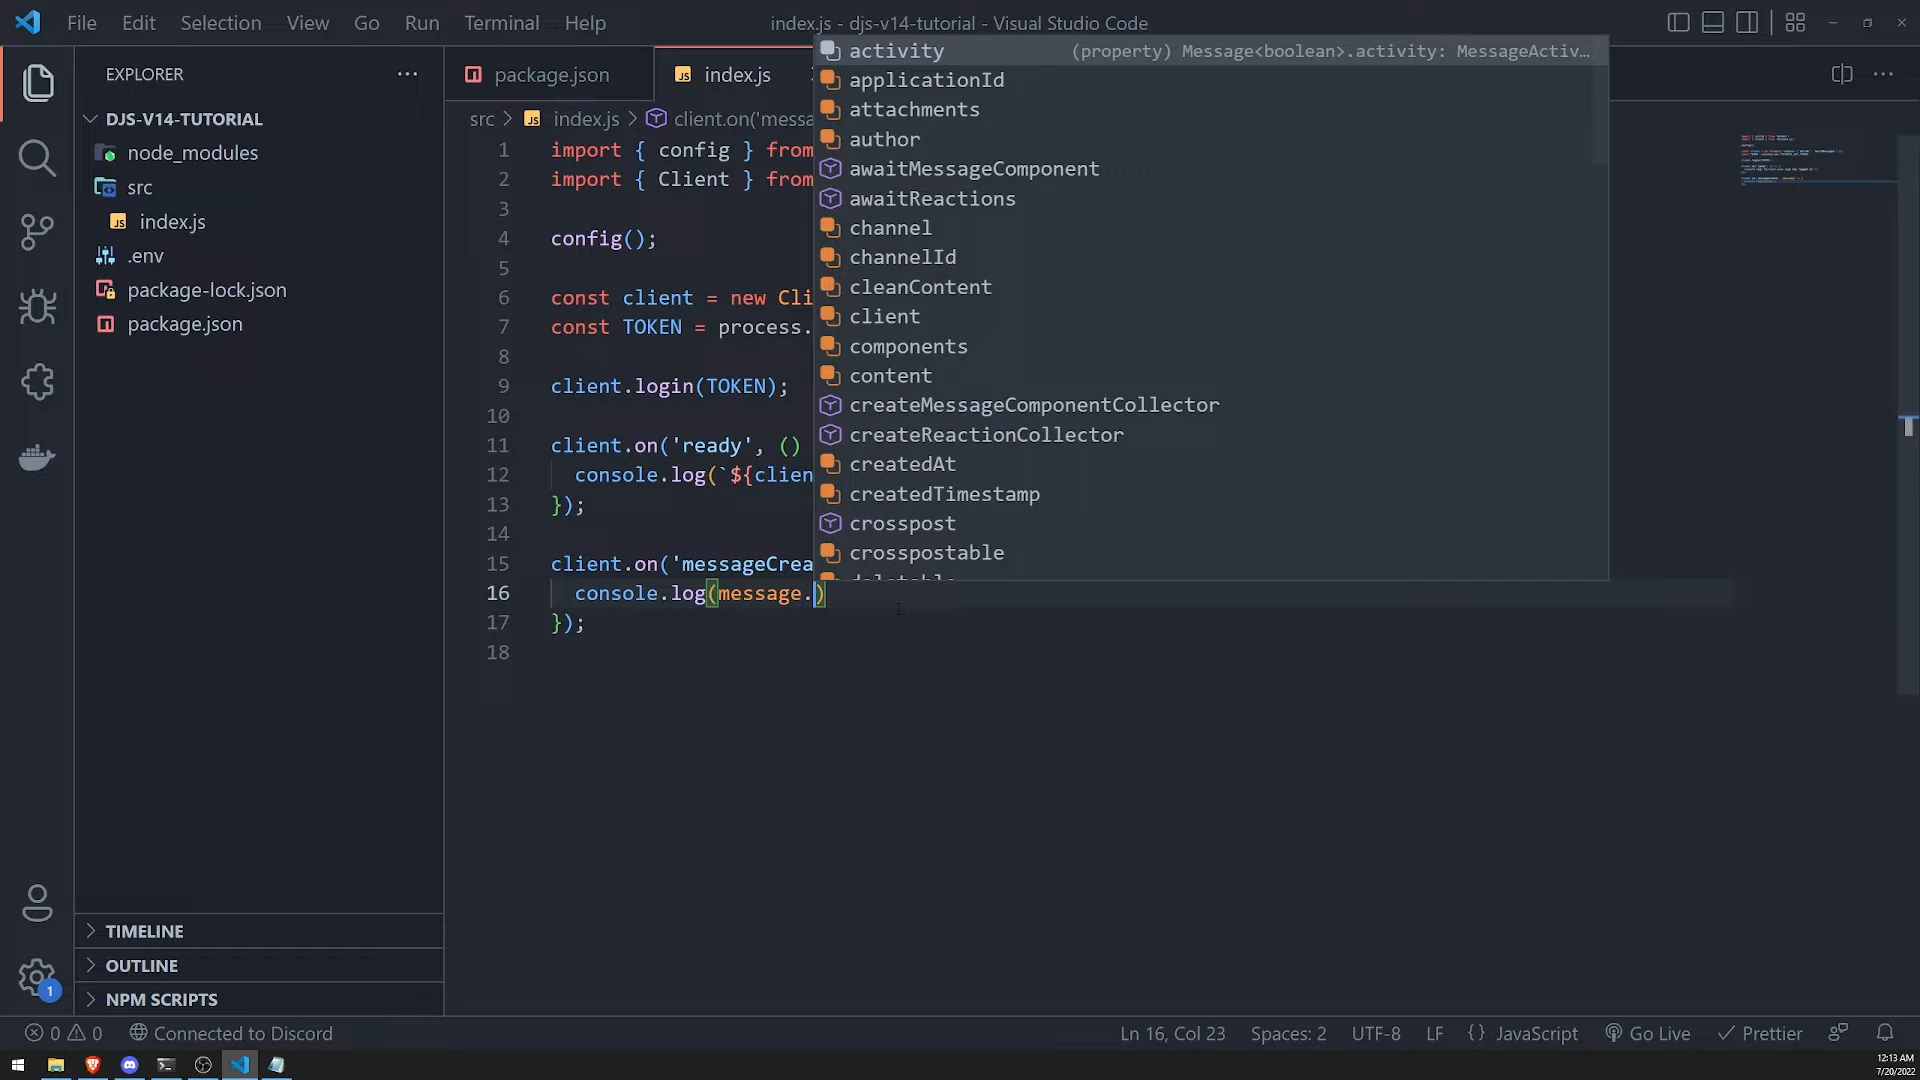 File Edit Selection View Go Run Terminal Help
index.js - djs-v14-tutorial - Visual Studio Code
EXPLORER
DJS-V14-TUTORIAL
node_modules
src
index.js
.env
package-lock.json
package.json
TIMELINE
OUTLINE
NPM SCRIPTS
package.json
index.js
src > index.js > client.on('messa
1 import { config } from
2 import { Client } from
3
4 config();
5
6 const client = new Cli
7 const TOKEN = process.
8
9 client.login(TOKEN);
10
11 client.on('ready', ()
12 console.log(`${clien
13 });
14
15 client.on('messageCrea
16 console.log(message.)
17 });
18
activity (property) Message<boolean>.activity: MessageActiv…
applicationId
attachments
author
awaitMessageComponent
awaitReactions
channel
channelId
cleanContent
client
components
content
createMessageComponentCollector
createReactionCollector
createdAt
createdTimestamp
crosspost
crosspostable
1
0 0 Connected to Discord
Ln 16, Col 23 Spaces: 2 UTF-8 LF {} JavaScript Go Live Prettier
12:13 AM
7/20/2022